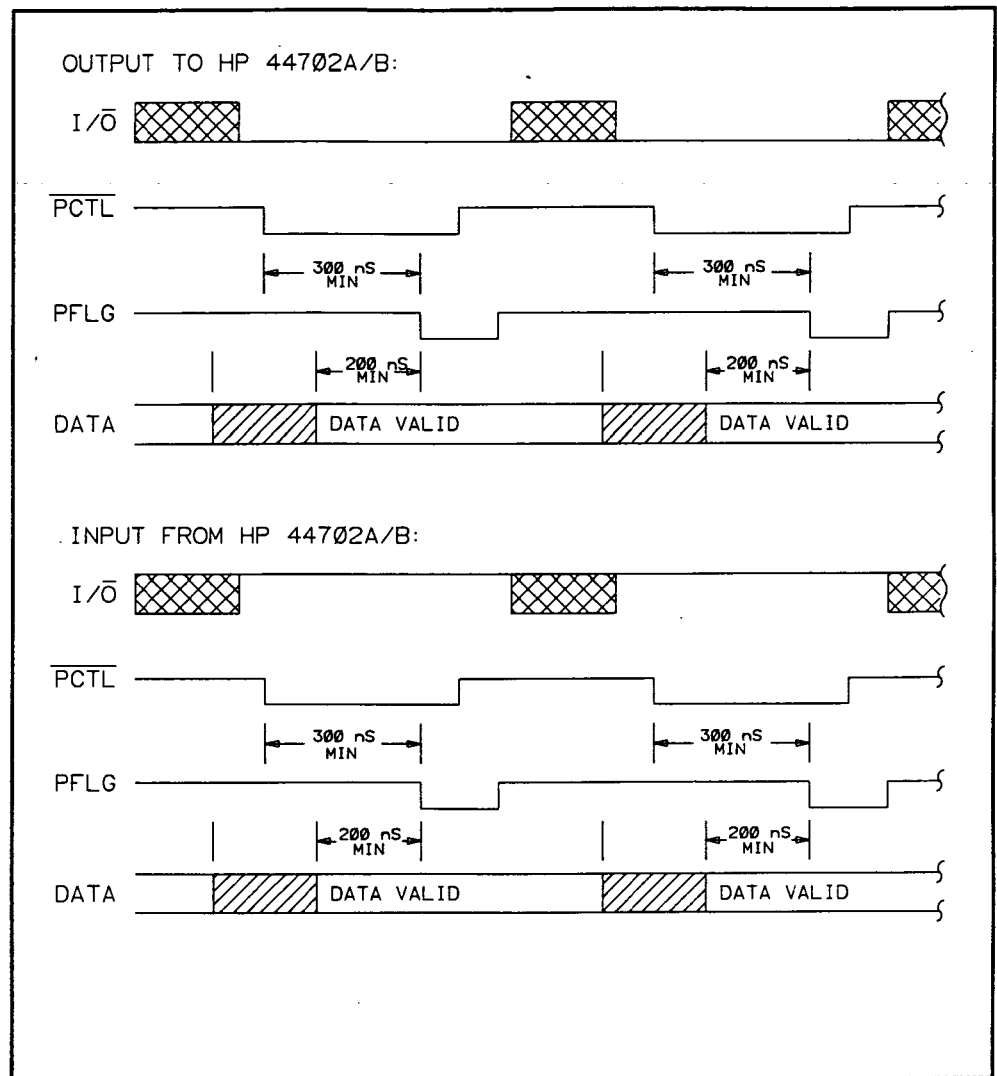 OUTPUT TO HP 44702A/B:
I/O̅
P̅C̅T̅L̅
300 nS
MIN
300 nS
MIN
PFLG
200 nS
MIN
200 nS
MIN
DATA
DATA VALID
DATA VALID
INPUT FROM HP 44702A/B:
I/O̅
P̅C̅T̅L̅
300 nS
MIN
300 nS
MIN
PFLG
200 nS
MIN
200 nS
MIN
DATA
DATA VALID
DATA VALID